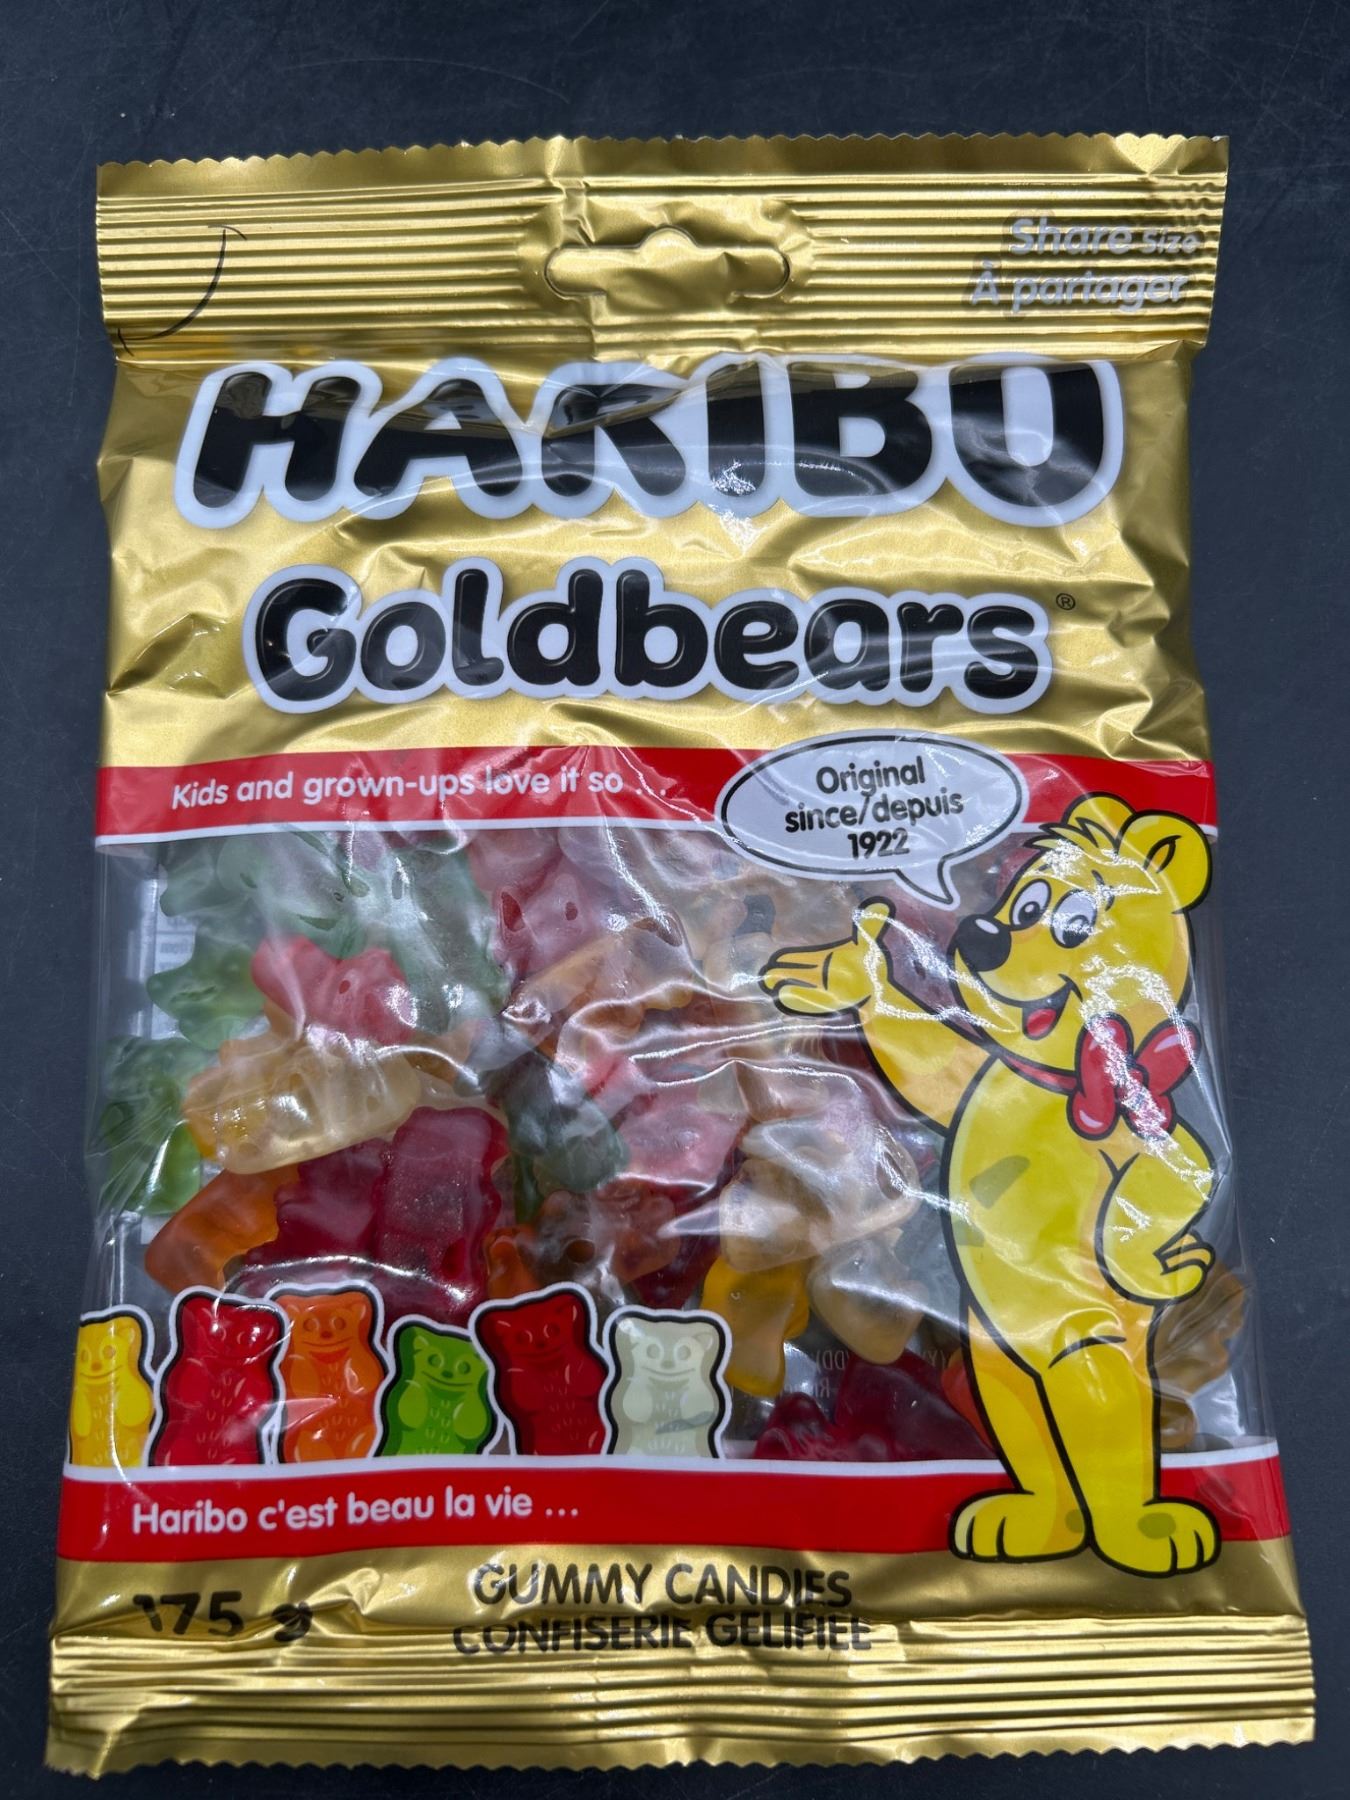 Share Size
À partager
HARIBO
Goldbears®
Kids and grown-ups love it so ...
Original
since/depuis
1922
Haribo c'est beau la vie ...
175 g
GUMMY CANDIES
CONFISERIE GÉLIFIÉE